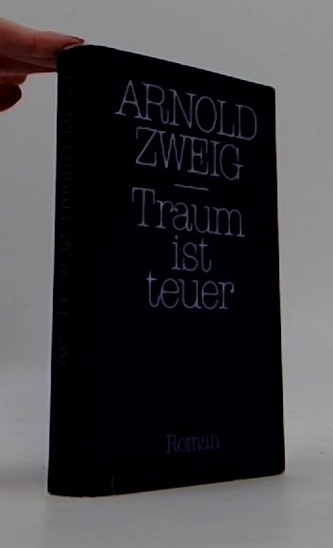 ARNOLD
ZWEIG
Traum
ist
teuer
Roman